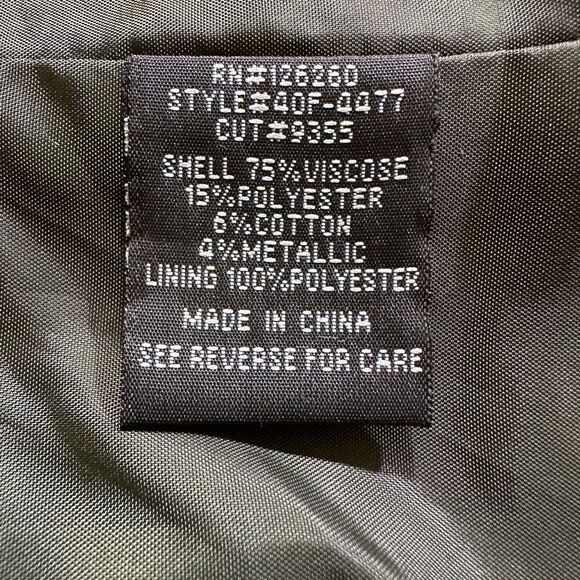 RN#126260
STYLE#40F-4477
CUT#9355
SHELL 75%VISCOSE
15%POLYESTER
6%COTTON
4%METALLIC
LINING 100%POLYESTER
MADE IN CHINA
SEE REVERSE FOR CARE